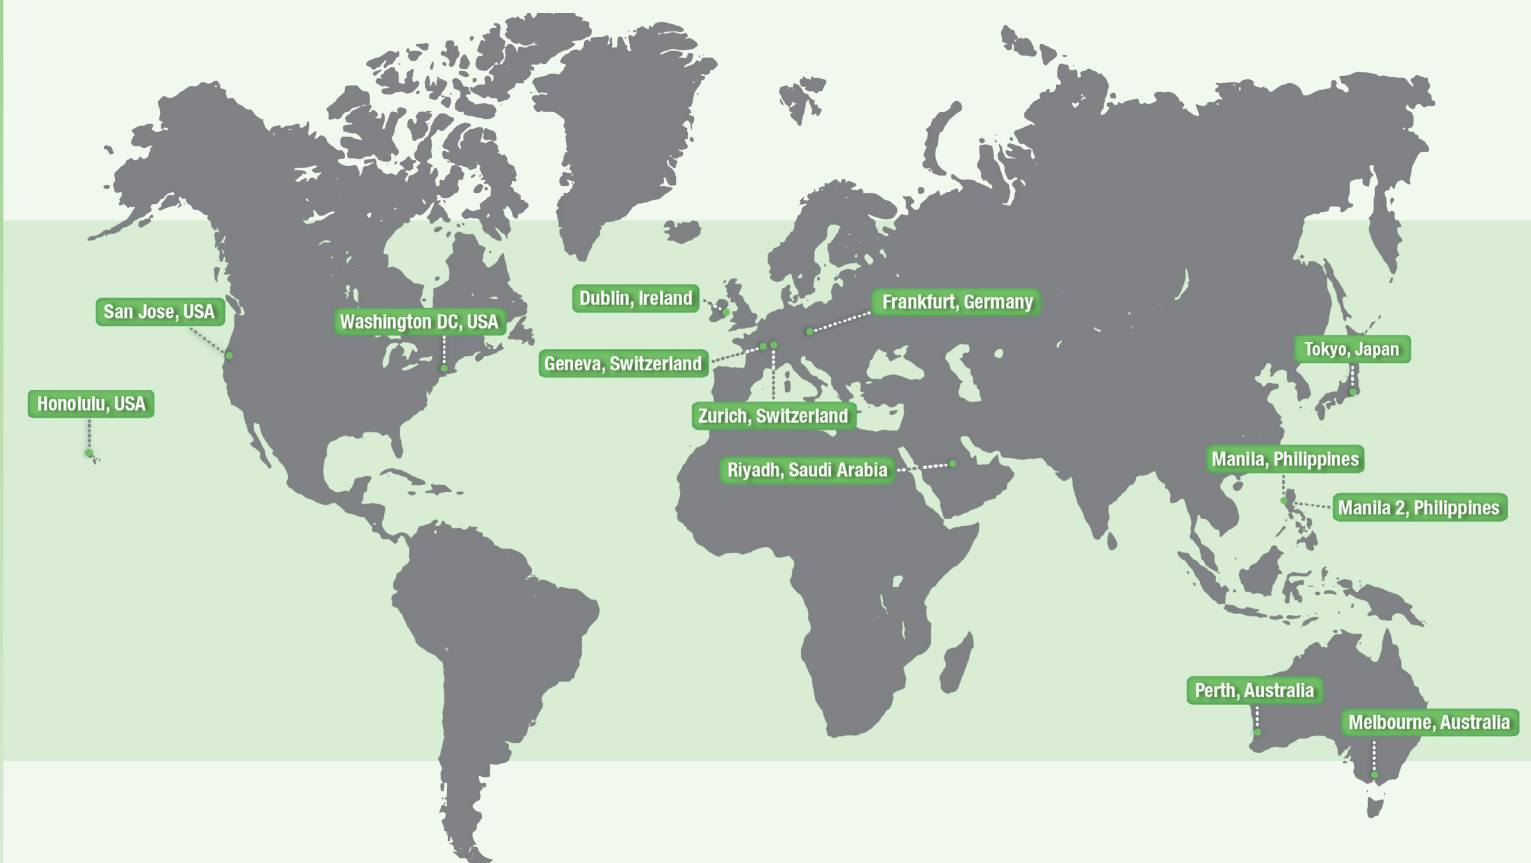 Dublin, Ireland
Frankfurt, Germany
San Jose, USA
Washington DC, USA
Tokyo, Japan
Geneva, Switzerland
Honolulu, USA
Zurich, Switzerland
Manila, Philippines
Riyadh, Saudi Arabia
Manila 2, Philippines
Perth, Australia
Melbourne, Australia